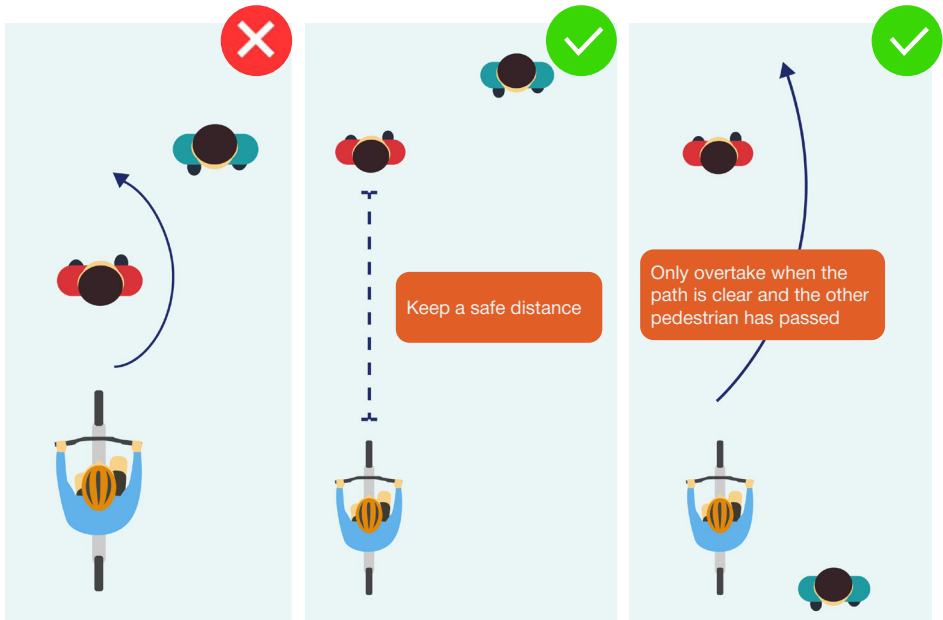 Keep a safe distance
Only overtake when the
path is clear and the other
pedestrian has passed